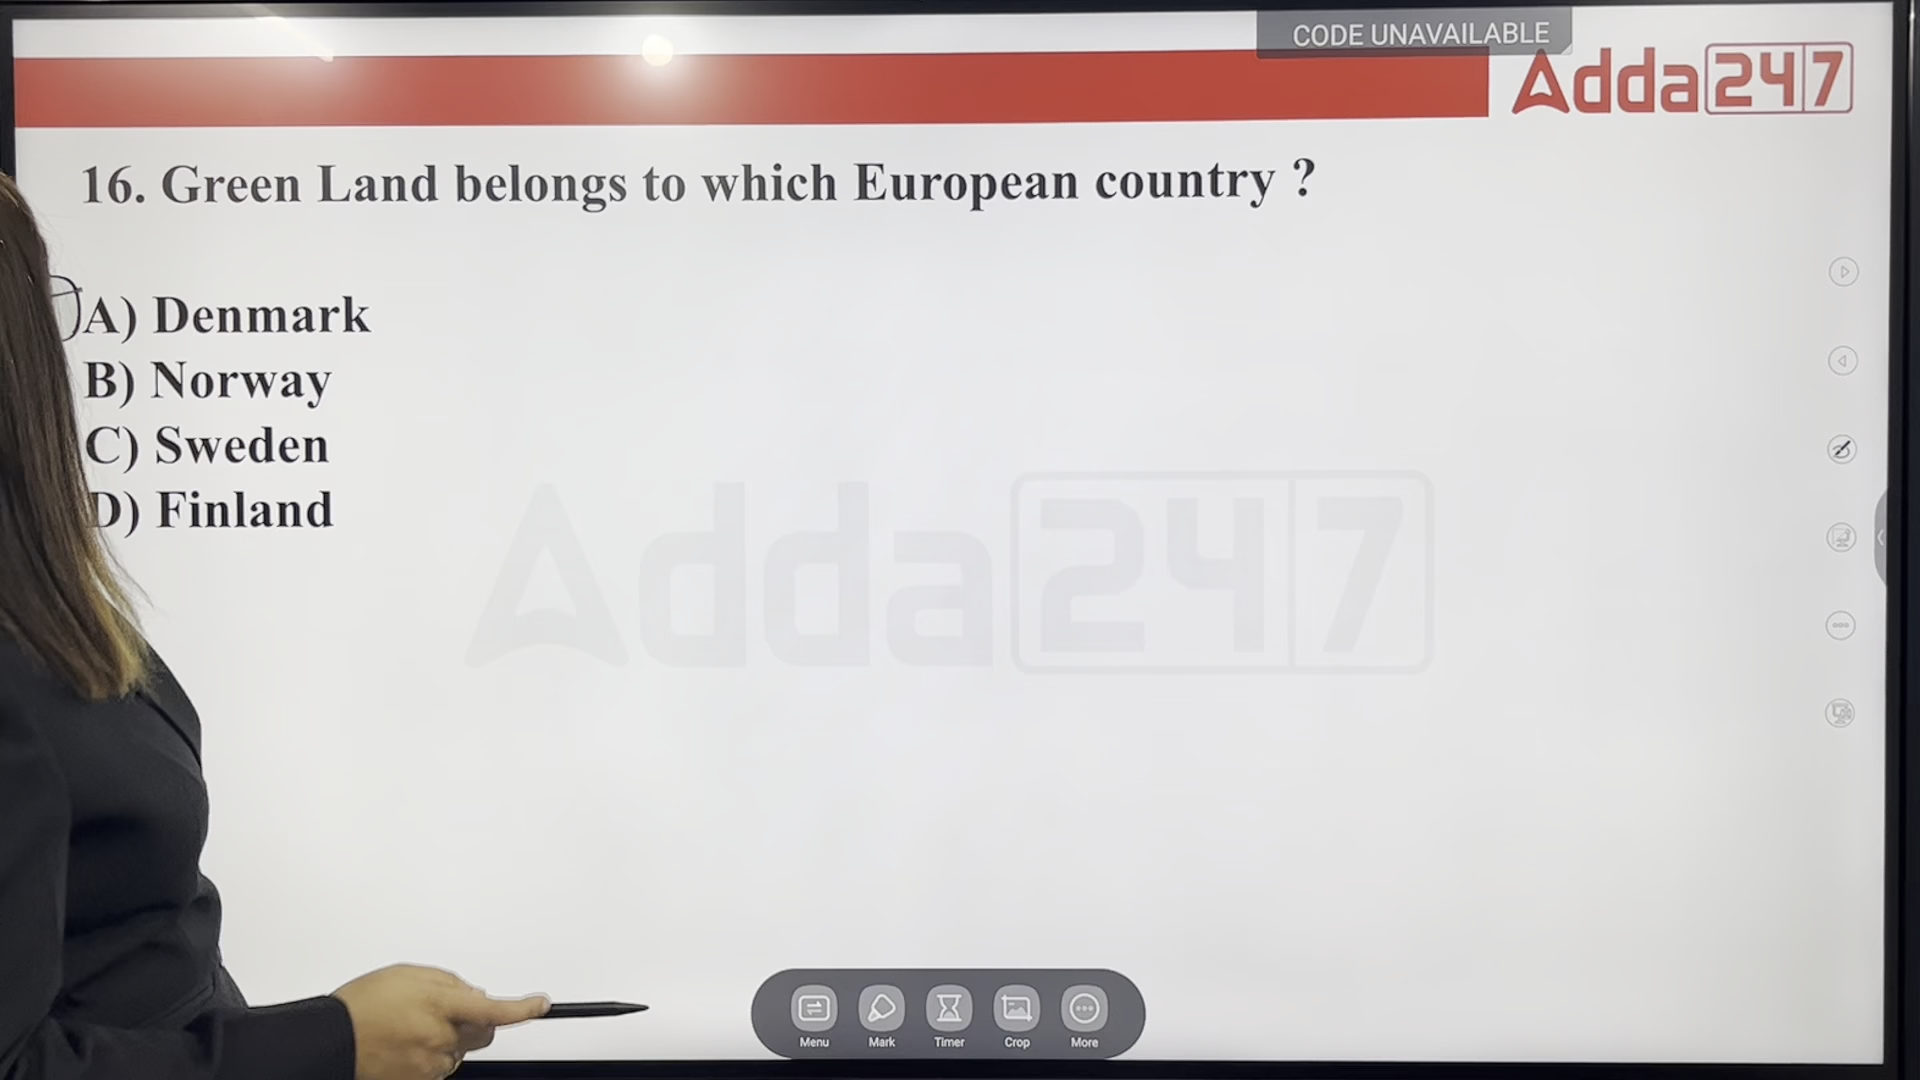 CODE UNAVAILABLE
Adda247
16. Green Land belongs to which European country ?
A) Denmark
B) Norway
C) Sweden
D) Finland
Adda247
Menu Mark Timer Crop More